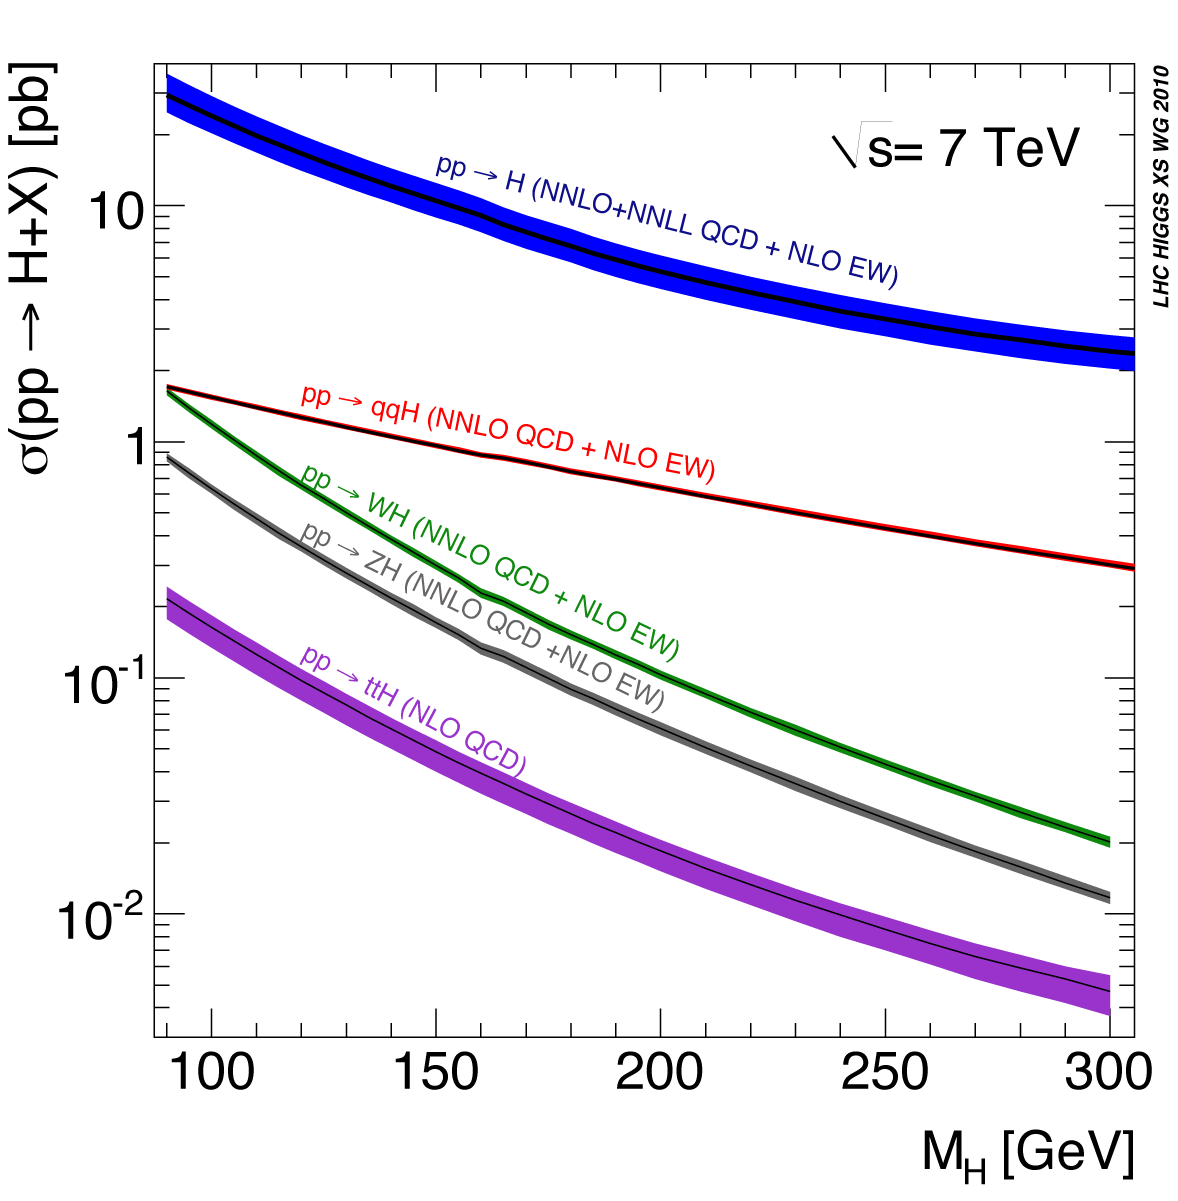 σ(pp → H+X) [pb]
√s= 7 TeV
LHC HIGGS XS WG 2010
pp → H (NNLO+NNLL QCD + NLO EW)
pp → qqH (NNLO QCD + NLO EW)
pp → WH (NNLO QCD + NLO EW)
pp → ZH (NNLO QCD +NLO EW)
pp → ttH (NLO QCD)
10
1
10⁻¹
10⁻²
100 150 200 250 300
M_H [GeV]